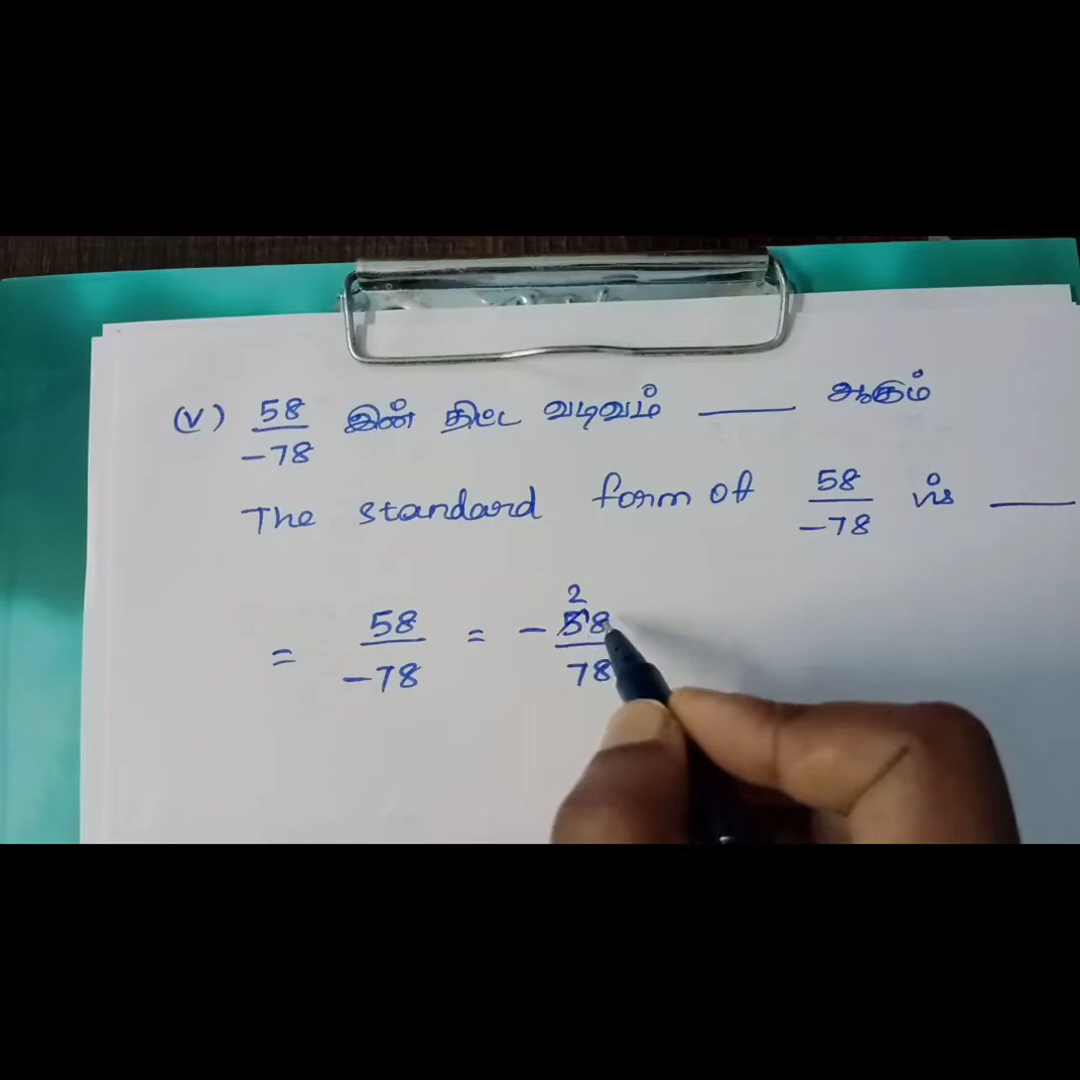 (v) 58/-78 இன் திட்ட வடிவம் ____ ஆகும்
The standard form of 58/-78 is ____
= 58/-78 = - 58/78
2